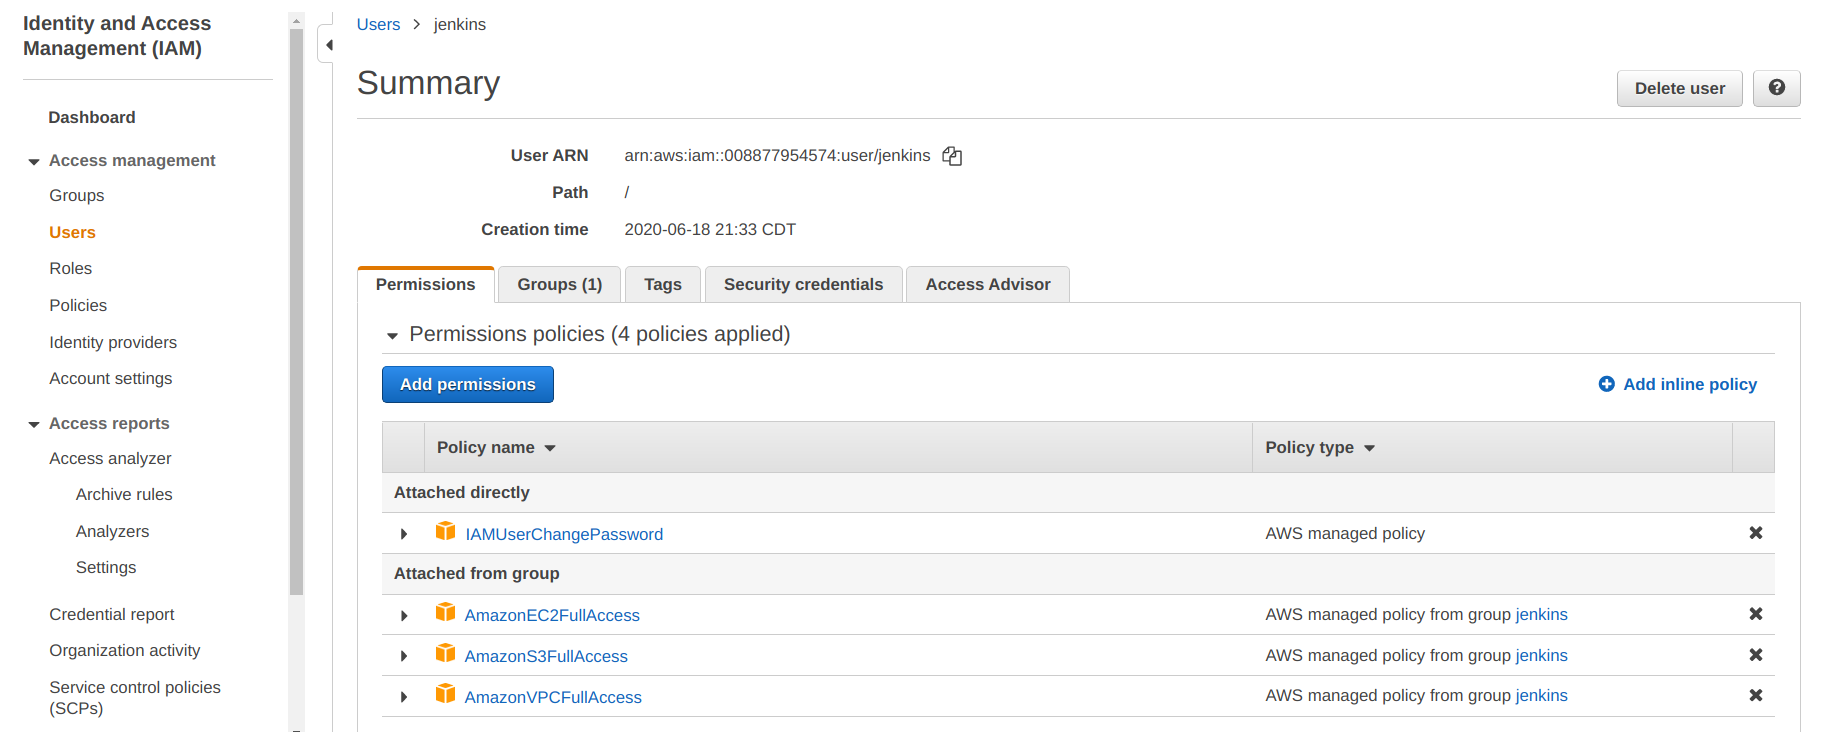 Identity and Access
Management (IAM)
Dashboard
Access management
Groups
Users
Roles
Policies
Identity providers
Account settings
Access reports
Access analyzer
Archive rules
Analyzers
Settings
Credential report
Organization activity
Service control policies
(SCPs)
Users > jenkins
Summary
Delete user
User ARN arn:aws:iam::008877954574:user/jenkins
Path /
Creation time 2020-06-18 21:33 CDT
Permissions Groups (1) Tags Security credentials Access Advisor
Permissions policies (4 policies applied)
Add permissions Add inline policy
Policy name Policy type
Attached directly
IAMUserChangePassword AWS managed policy
Attached from group
AmazonEC2FullAccess AWS managed policy from group jenkins
AmazonS3FullAccess AWS managed policy from group jenkins
AmazonVPCFullAccess AWS managed policy from group jenkins